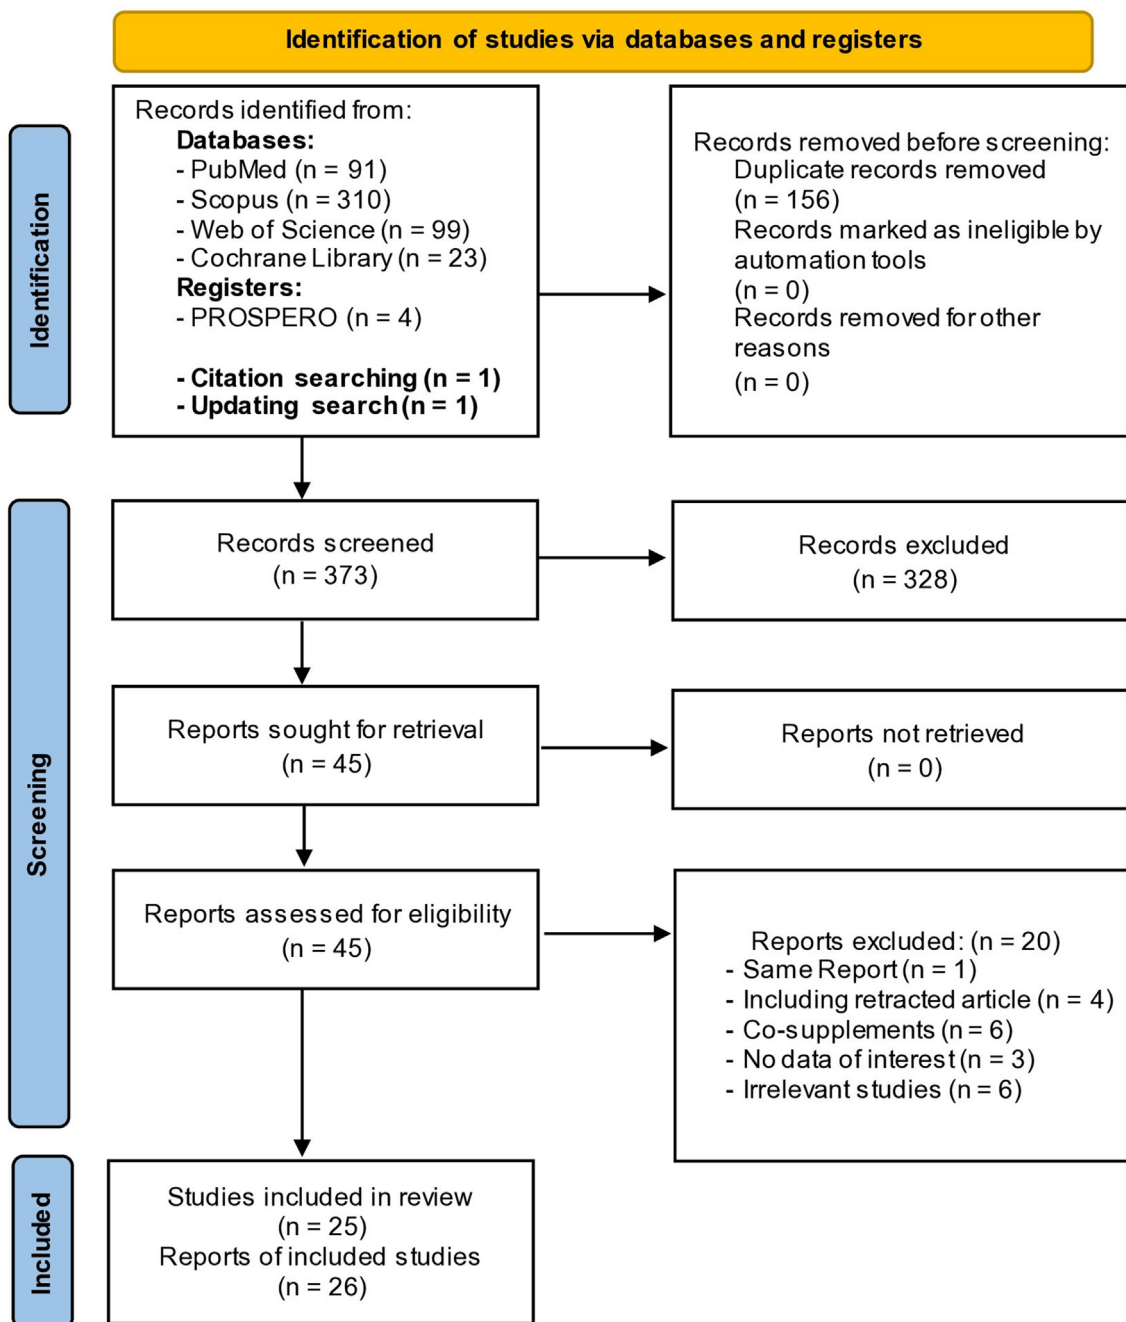 Identification of studies via databases and registers
Identification
Records identified from:
Databases:
- PubMed (n = 91)
- Scopus (n = 310)
- Web of Science (n = 99)
- Cochrane Library (n = 23)
Registers:
- PROSPERO (n = 4)
- Citation searching (n = 1)
- Updating search (n = 1)
Records removed before screening:
Duplicate records removed
(n = 156)
Records marked as ineligible by
automation tools
(n = 0)
Records removed for other
reasons
(n = 0)
Screening
Records screened
(n = 373)
Records excluded
(n = 328)
Reports sought for retrieval
(n = 45)
Reports not retrieved
(n = 0)
Reports assessed for eligibility
(n = 45)
Reports excluded: (n = 20)
- Same Report (n = 1)
- Including retracted article (n = 4)
- Co-supplements (n = 6)
- No data of interest (n = 3)
- Irrelevant studies (n = 6)
Included
Studies included in review
(n = 25)
Reports of included studies
(n = 26)